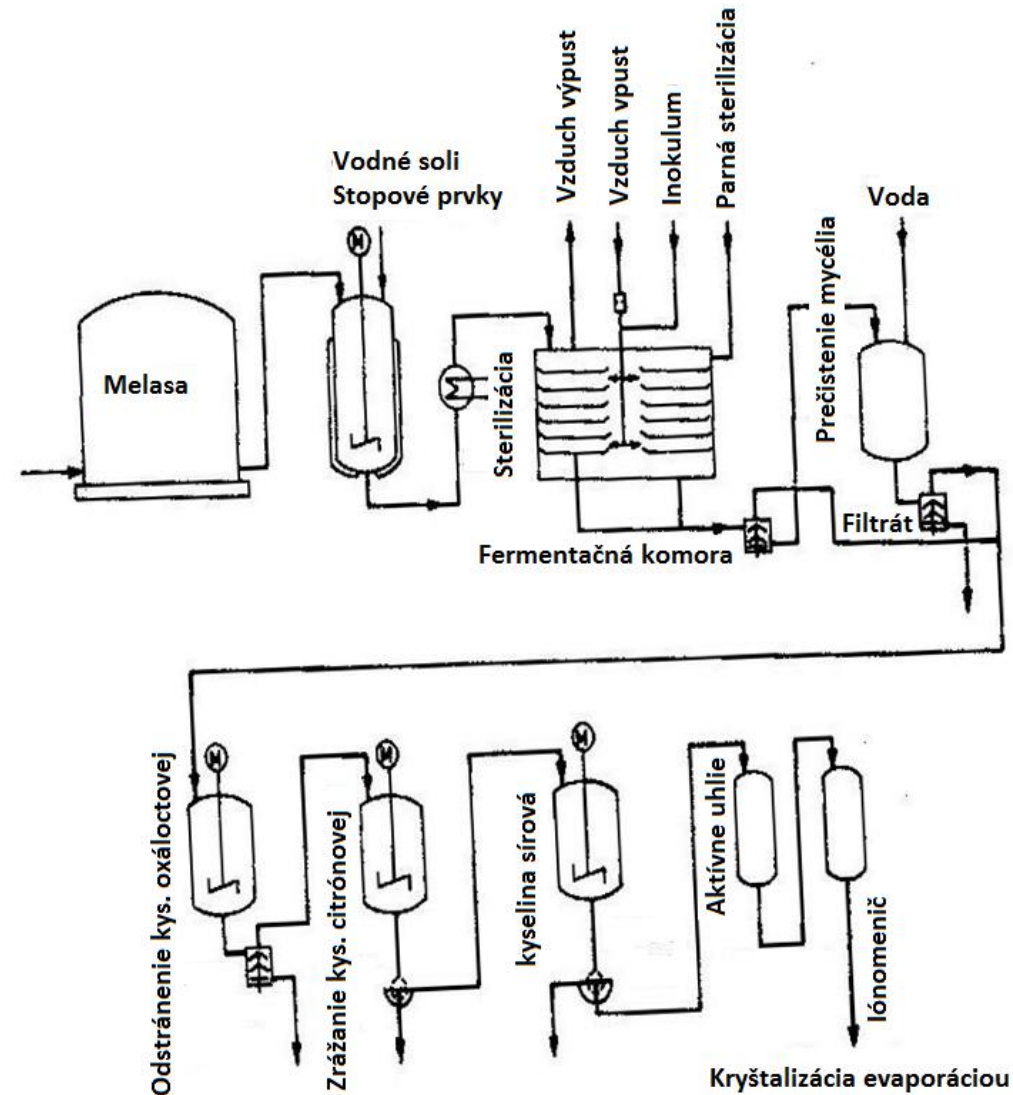 Vzduch výpust
Vzduch vpust
Inokulum
Parná sterilizácia
Vodné soli
Stopové prvky
Voda
M
Melasa
M
Sterilizácia
Prečistenie mycélia
Filtrát
Fermentačná komora
Odstránenie kys. oxáloctovej
M
Zrážanie kys. citrónovej
M
kyselina sírová
M
Aktívne uhlie
Iónomenič
Kryštalizácia evaporáciou